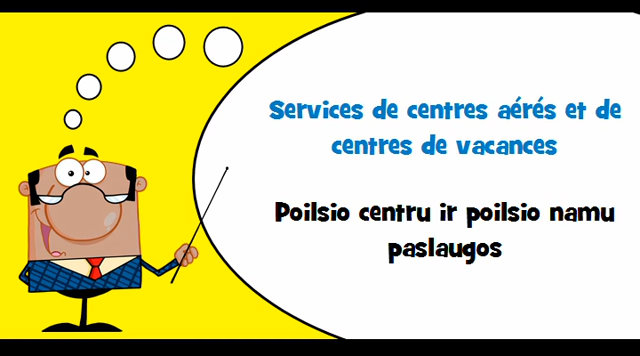 Services de centres aérés et de
centres de vacances
Poilsio centru ir poilsio namu
paslaugos